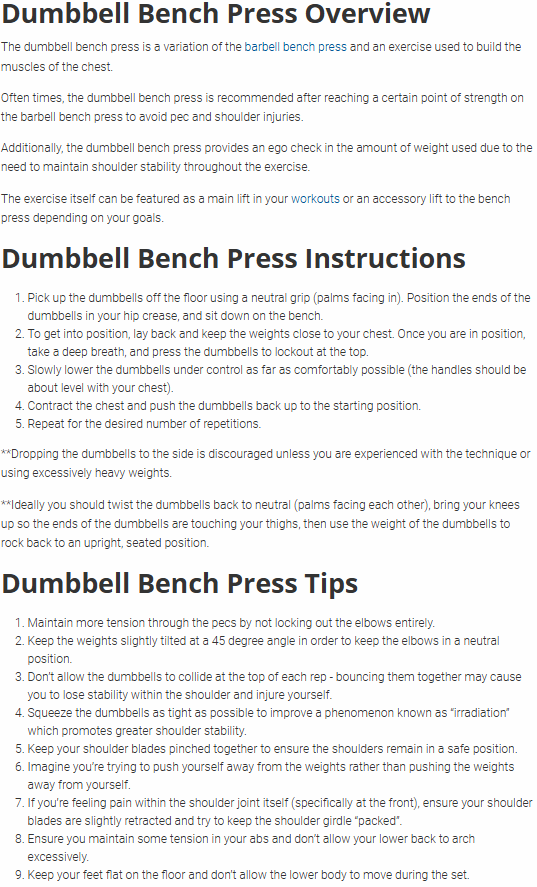 Dumbbell Bench Press Overview
The dumbbell bench press is a variation of the barbell bench press and an exercise used to build the
muscles of the chest.
Often times, the dumbbell bench press is recommended after reaching a certain point of strength on
the barbell bench press to avoid pec and shoulder injuries.
Additionally, the dumbbell bench press provides an ego check in the amount of weight used due to the
need to maintain shoulder stability throughout the exercise.
The exercise itself can be featured as a main lift in your workouts or an accessory lift to the bench
press depending on your goals.
Dumbbell Bench Press Instructions
1. Pick up the dumbbells off the floor using a neutral grip (palms facing in). Position the ends of the
dumbbells in your hip crease, and sit down on the bench.
2. To get into position, lay back and keep the weights close to your chest. Once you are in position,
take a deep breath, and press the dumbbells to lockout at the top.
3. Slowly lower the dumbbells under control as far as comfortably possible (the handles should be
about level with your chest).
4. Contract the chest and push the dumbbells back up to the starting position.
5. Repeat for the desired number of repetitions.
**Dropping the dumbbells to the side is discouraged unless you are experienced with the technique or
using excessively heavy weights.
**Ideally you should twist the dumbbells back to neutral (palms facing each other), bring your knees
up so the ends of the dumbbells are touching your thighs, then use the weight of the dumbbells to
rock back to an upright, seated position.
Dumbbell Bench Press Tips
1. Maintain more tension through the pecs by not locking out the elbows entirely.
2. Keep the weights slightly tilted at a 45 degree angle in order to keep the elbows in a neutral
position.
3. Don't allow the dumbbells to collide at the top of each rep - bouncing them together may cause
you to lose stability within the shoulder and injure yourself.
4. Squeeze the dumbbells as tight as possible to improve a phenomenon known as “irradiation”
which promotes greater shoulder stability.
5. Keep your shoulder blades pinched together to ensure the shoulders remain in a safe position.
6. Imagine you’re trying to push yourself away from the weights rather than pushing the weights
away from yourself.
7. If you're feeling pain within the shoulder joint itself (specifically at the front), ensure your shoulder
blades are slightly retracted and try to keep the shoulder girdle “packed”.
8. Ensure you maintain some tension in your abs and don’t allow your lower back to arch
excessively.
9. Keep your feet flat on the floor and don't allow the lower body to move during the set.